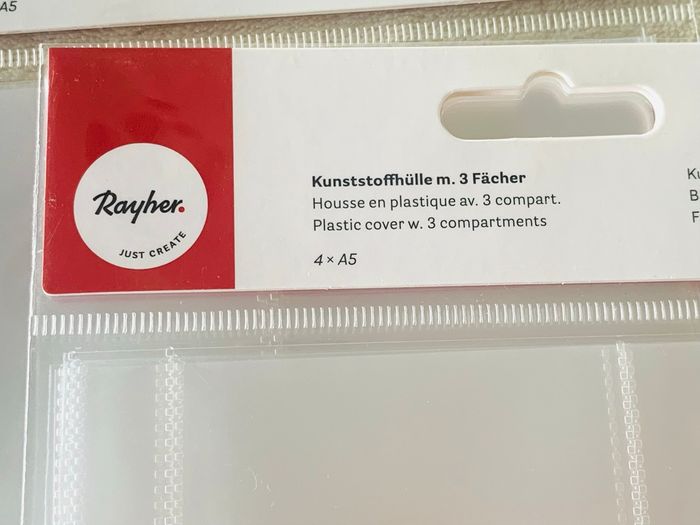 A5
Rayher.
JUST CREATE
Kunststoffhülle m. 3 Fächer
Housse en plastique av. 3 compart.
Plastic cover w. 3 compartments
4 × A5